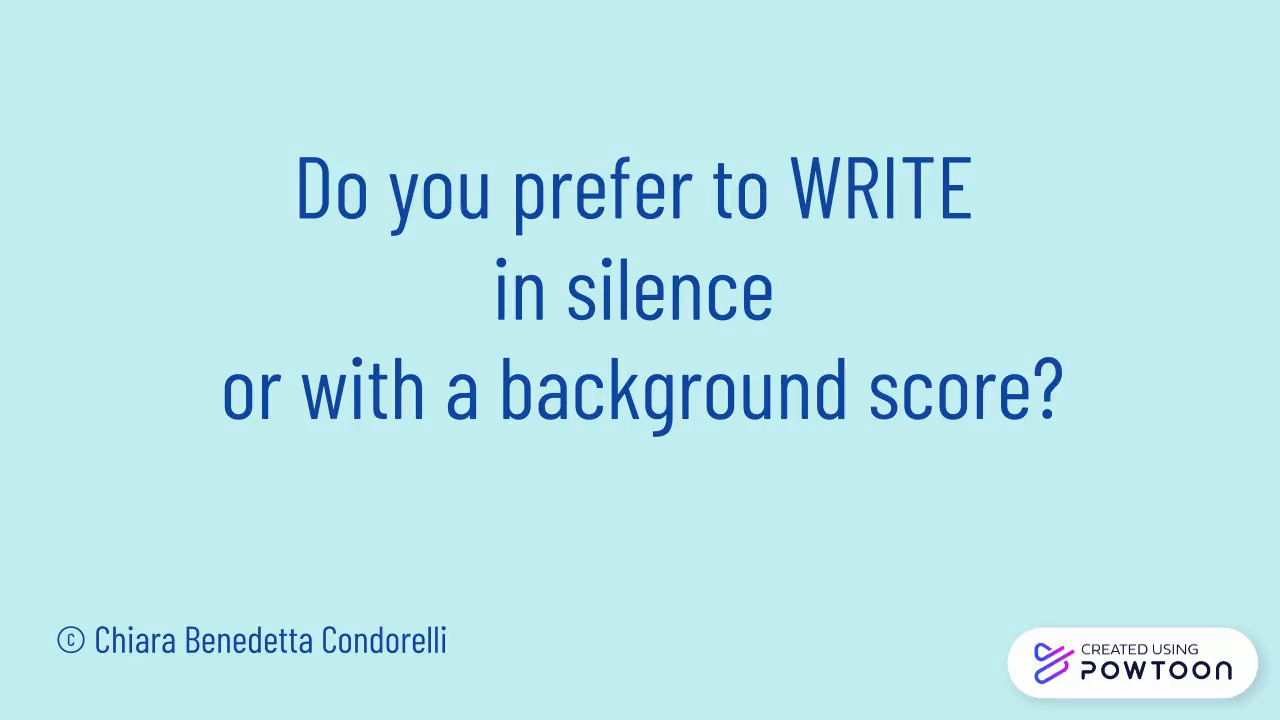 Do you prefer to WRITE
in silence
or with a background score?
© Chiara Benedetta Condorelli
CREATED USING
POWTOON